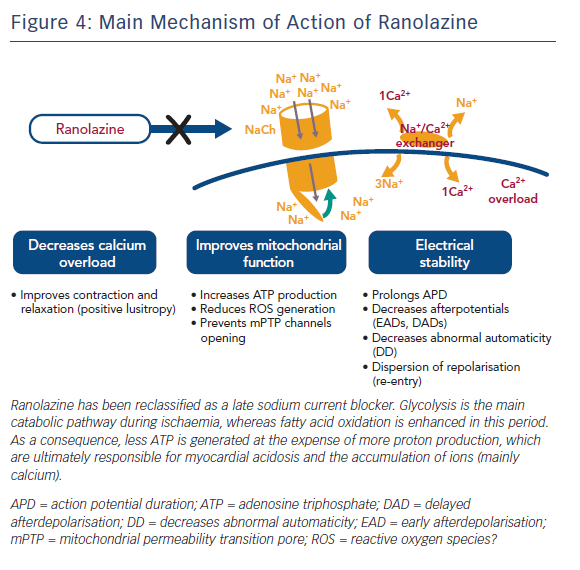 Figure 4: Main Mechanism of Action of Ranolazine
Na⁺ Na⁺
Na⁺ Na⁺ Na⁺
Na⁺ Na⁺
NaCh
Ranolazine
1Ca²⁺
Na⁺
Na⁺/Ca²⁺
exchanger
3Na⁺
1Ca²⁺
Ca²⁺
overload
Na⁺
Na⁺
Na⁺
Na⁺
Decreases calcium
overload
• Improves contraction and
relaxation (positive lusitropy)
Improves mitochondrial
function
• Increases ATP production
• Reduces ROS generation
• Prevents mPTP channels
opening
Electrical
stability
• Prolongs APD
• Decreases afterpotentials
(EADs, DADs)
• Decreases abnormal automaticity
(DD)
• Dispersion of repolarisation
(re-entry)
Ranolazine has been reclassified as a late sodium current blocker. Glycolysis is the main
catabolic pathway during ischaemia, whereas fatty acid oxidation is enhanced in this period.
As a consequence, less ATP is generated at the expense of more proton production, which
are ultimately responsible for myocardial acidosis and the accumulation of ions (mainly
calcium).
APD = action potential duration; ATP = adenosine triphosphate; DAD = delayed
afterdepolarisation; DD = decreases abnormal automaticity; EAD = early afterdepolarisation;
mPTP = mitochondrial permeability transition pore; ROS = reactive oxygen species?